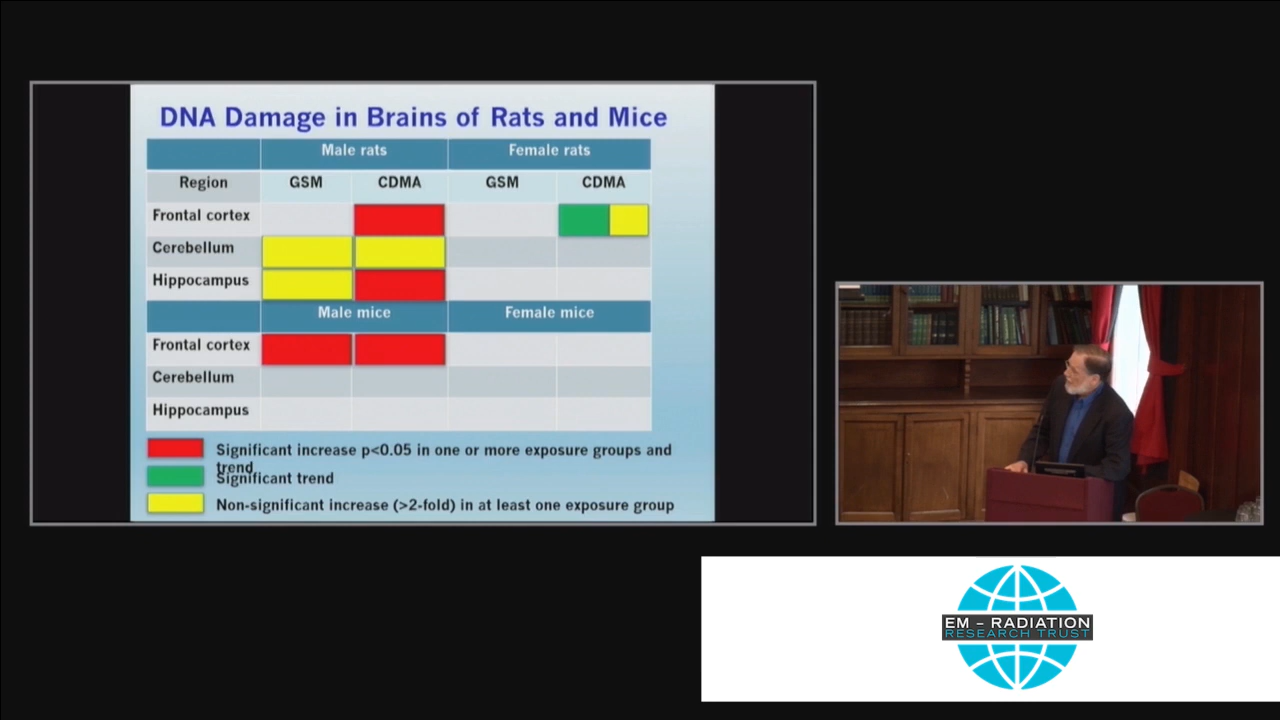 DNA Damage in Brains of Rats and Mice
Male rats Female rats
Region GSM CDMA GSM CDMA
Frontal cortex
Cerebellum
Hippocampus
Male mice Female mice
Frontal cortex
Cerebellum
Hippocampus
Significant increase p<0.05 in one or more exposure groups and
trend
Significant trend
Non-significant increase (>2-fold) in at least one exposure group
EM – RADIATION
RESEARCH TRUST